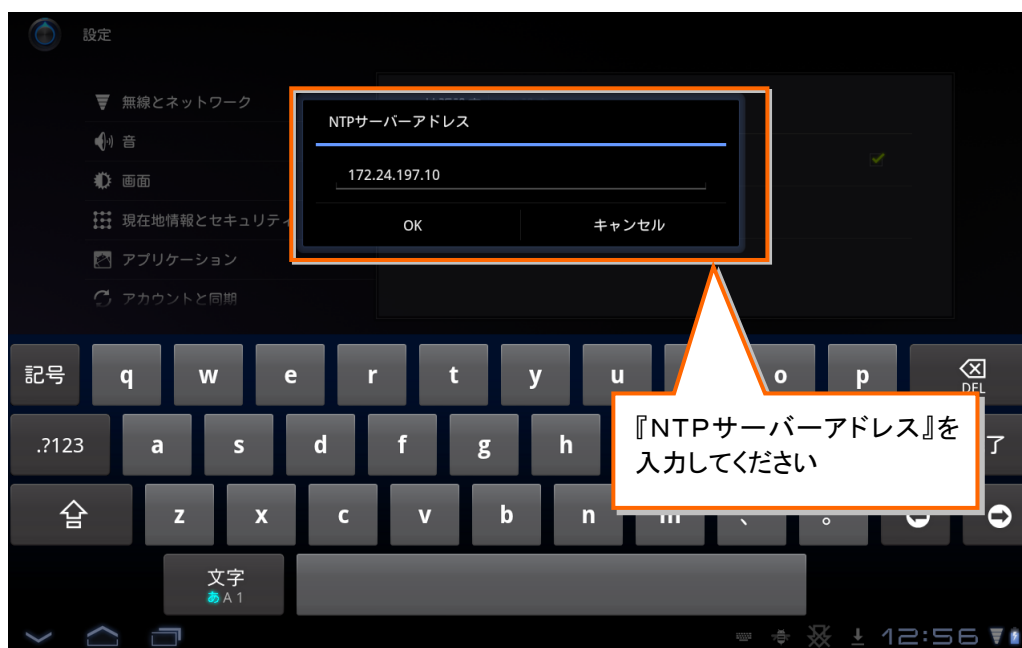 設定
無線とネットワーク
音
画面
現在地情報とセキュリティ
アプリケーション
アカウントと同期
NTPサーバーアドレス
172.24.197.10
OK キャンセル
『NTPサーバーアドレス』を
入力してください
記号 q w e r t y u o p DEL
.?123 a s d f g h 了
z x c v b n m 、 。
文字
あ A 1
12:56